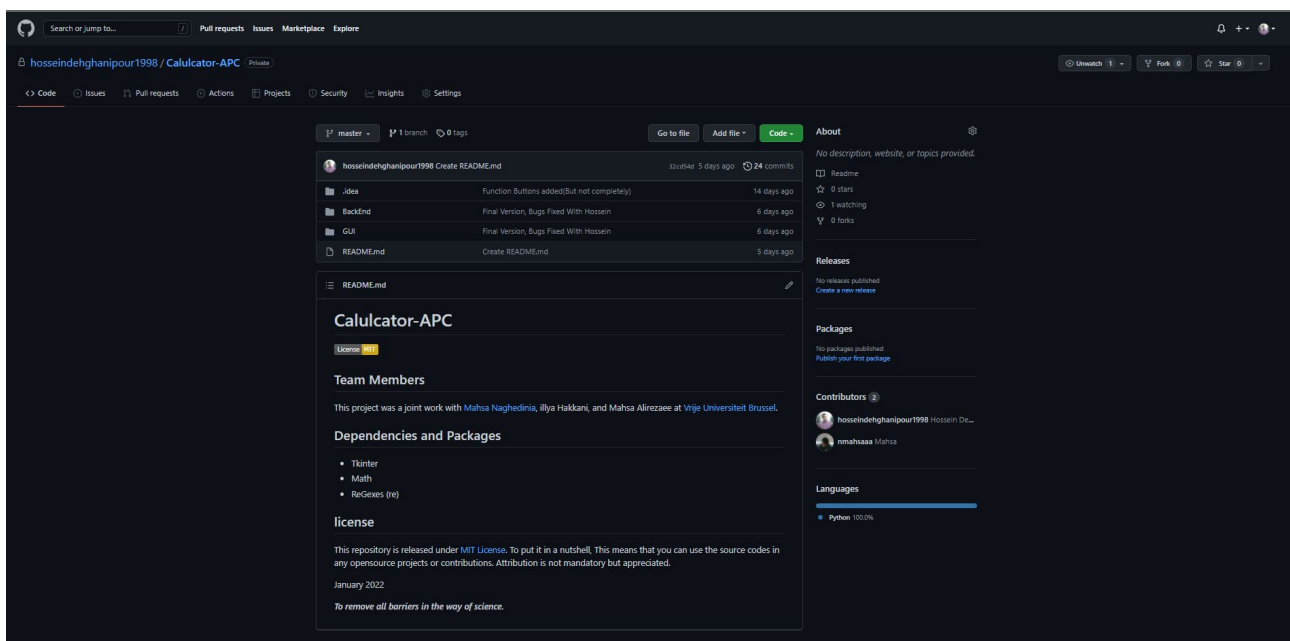 Search or jump to... / Pull requests Issues Marketplace Explore
hosseindehghanipour1998 / Calulcator-APC Private
Unwatch 1 Fork 0 Star 0
<> Code Issues Pull requests Actions Projects Security Insights Settings
master 1 branch 0 tags Go to file Add file Code
hosseindehghanipour1998 Create README.md 32cd54d 5 days ago 24 commits
.idea Function Buttons added(But not completely) 14 days ago
BackEnd Final Version, Bugs Fixed With Hossein 6 days ago
GUI Final Version, Bugs Fixed With Hossein 6 days ago
README.md Create README.md 5 days ago
README.md
Calulcator-APC
License MIT
Team Members
This project was a joint work with Mahsa Naghedinia, illya Hakkani, and Mahsa Alirezaee at Vrije Universiteit Brussel.
Dependencies and Packages
• Tkinter
• Math
• ReGexes (re)
license
This repository is released under MIT License. To put it in a nutshell, This means that you can use the source codes in
any opensource projects or contributions. Attribution is not mandatory but appreciated.
January 2022
To remove all barriers in the way of science.
About
No description, website, or topics provided.
Readme
0 stars
1 watching
0 forks
Releases
No releases published
Create a new release
Packages
No packages published
Publish your first package
Contributors 2
hosseindehghanipour1998 Hossein De...
nmahsaaa Mahsa
Languages
Python 100.0%